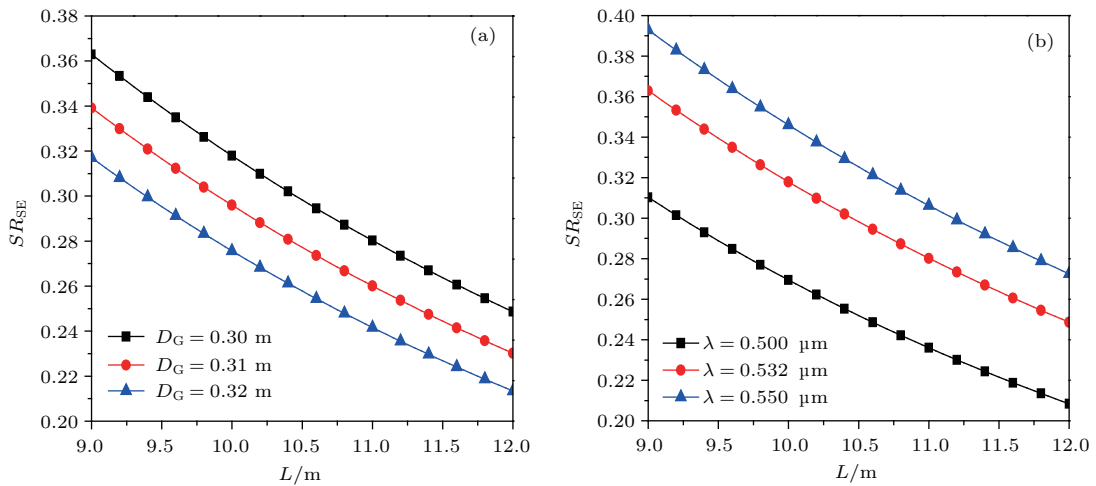 (a)
SR_SE
0.38
0.36
0.34
0.32
0.30
0.28
0.26
0.24
0.22
0.20
D_G = 0.30 m
D_G = 0.31 m
D_G = 0.32 m
9.0 9.5 10.0 10.5 11.0 11.5 12.0
L/m
(b)
SR_SE
0.40
0.38
0.36
0.34
0.32
0.30
0.28
0.26
0.24
0.22
0.20
λ = 0.500 µm
λ = 0.532 µm
λ = 0.550 µm
9.0 9.5 10.0 10.5 11.0 11.5 12.0
L/m